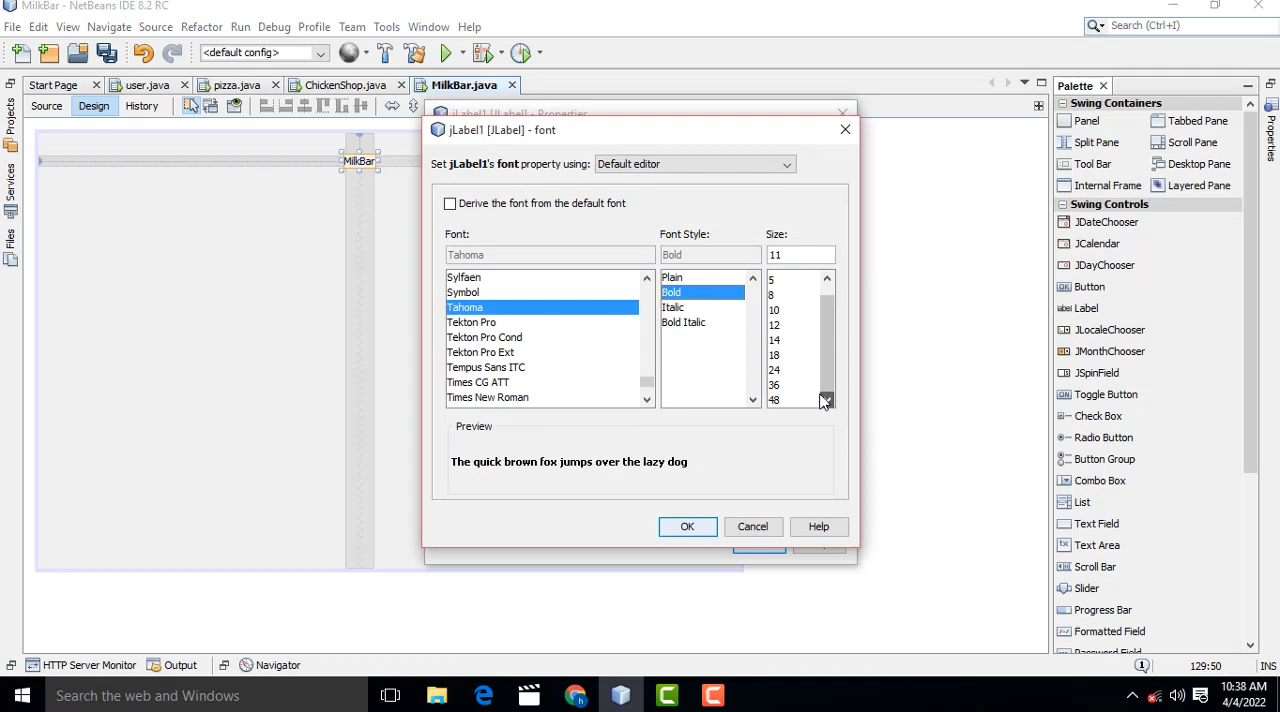 MilkBar - NetBeans IDE 8.2 RC
File Edit View Navigate Source Refactor Run Debug Profile Team Tools Window Help
Search (Ctrl+I)
<default config>
Start Page user.java pizza.java ChickenShop.java MilkBar.java
Palette
Source Design History
Projects
Services
Files
Properties
MilkBar
jLabel1 [JLabel] - Properties
jLabel1 [JLabel] - font
Set jLabel1's font property using: Default editor
Derive the font from the default font
Font: Font Style: Size:
Tahoma Bold 11
Sylfaen
Symbol
Tahoma
Tekton Pro
Tekton Pro Cond
Tekton Pro Ext
Tempus Sans ITC
Times CG ATT
Times New Roman
Plain
Bold
Italic
Bold Italic
5
8
10
12
14
18
24
36
48
Preview
The quick brown fox jumps over the lazy dog
OK Cancel Help
Swing Containers
Panel Tabbed Pane
Split Pane Scroll Pane
Tool Bar Desktop Pane
Internal Frame Layered Pane
Swing Controls
JDateChooser
JCalendar
JDayChooser
Button
Label
JLocaleChooser
JMonthChooser
JSpinField
Toggle Button
Check Box
Radio Button
Button Group
Combo Box
List
Text Field
Text Area
Scroll Bar
Slider
Progress Bar
Formatted Field
Password Field
HTTP Server Monitor Output Navigator
1 129:50 INS
Search the web and Windows
10:38 AM
4/4/2022